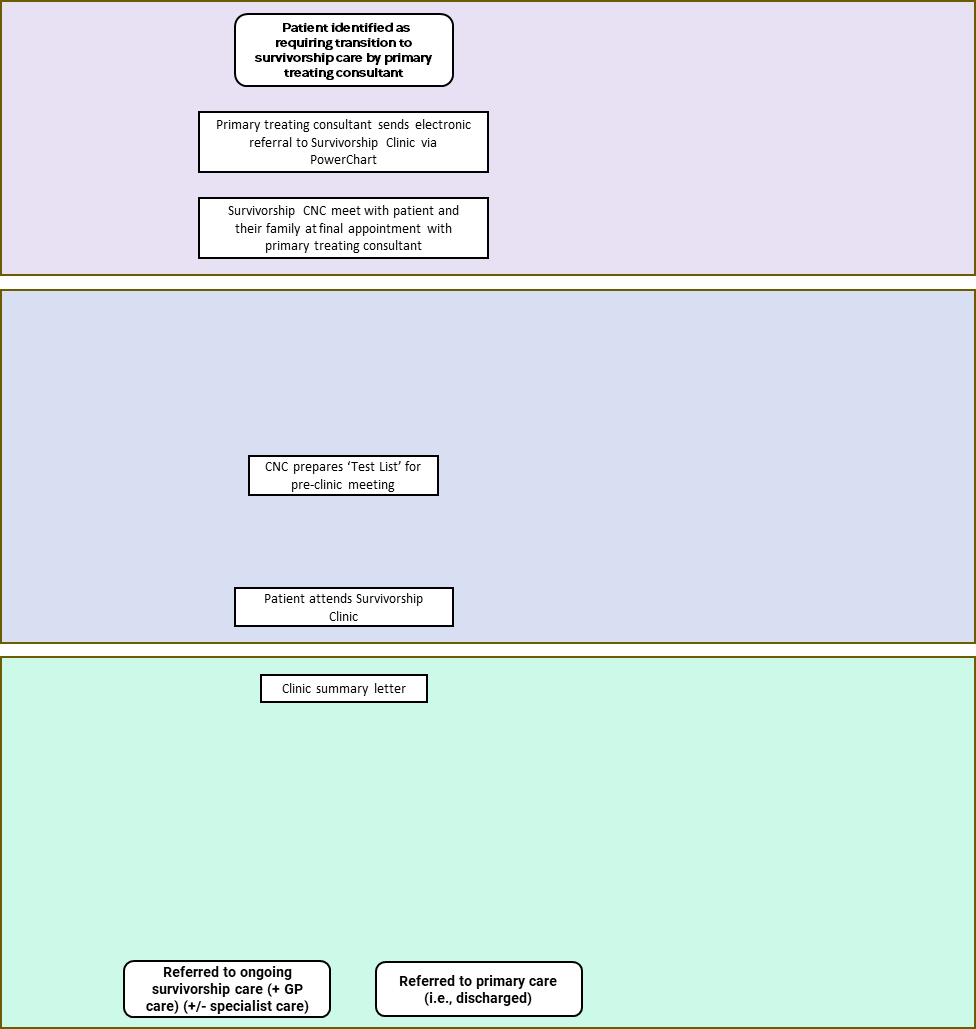 Patient identified as
requiring transition to
survivorship care by primary
treating consultant
Primary treating consultant sends electronic
referral to Survivorship Clinic via
PowerChart
Survivorship CNC meet with patient and
their family at final appointment with
primary treating consultant
CNC prepares ‘Test List’ for
pre-clinic meeting
Patient attends Survivorship
Clinic
Clinic summary letter
Referred to ongoing
survivorship care (+ GP
care) (+/- specialist care)
Referred to primary care
(i.e., discharged)